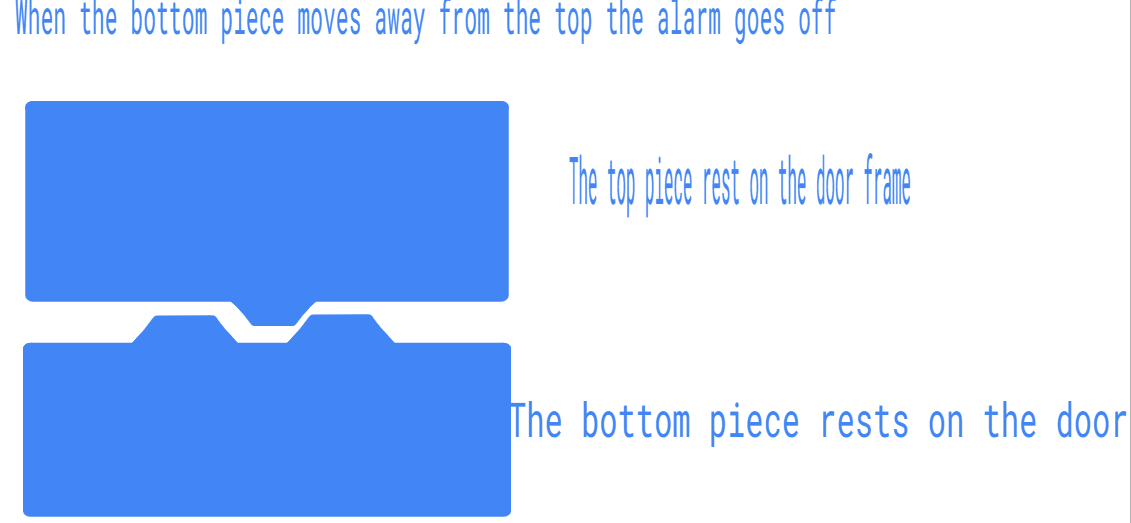 When the bottom piece moves away from the top the alarm goes off
The top piece rest on the door frame
The bottom piece rests on the door